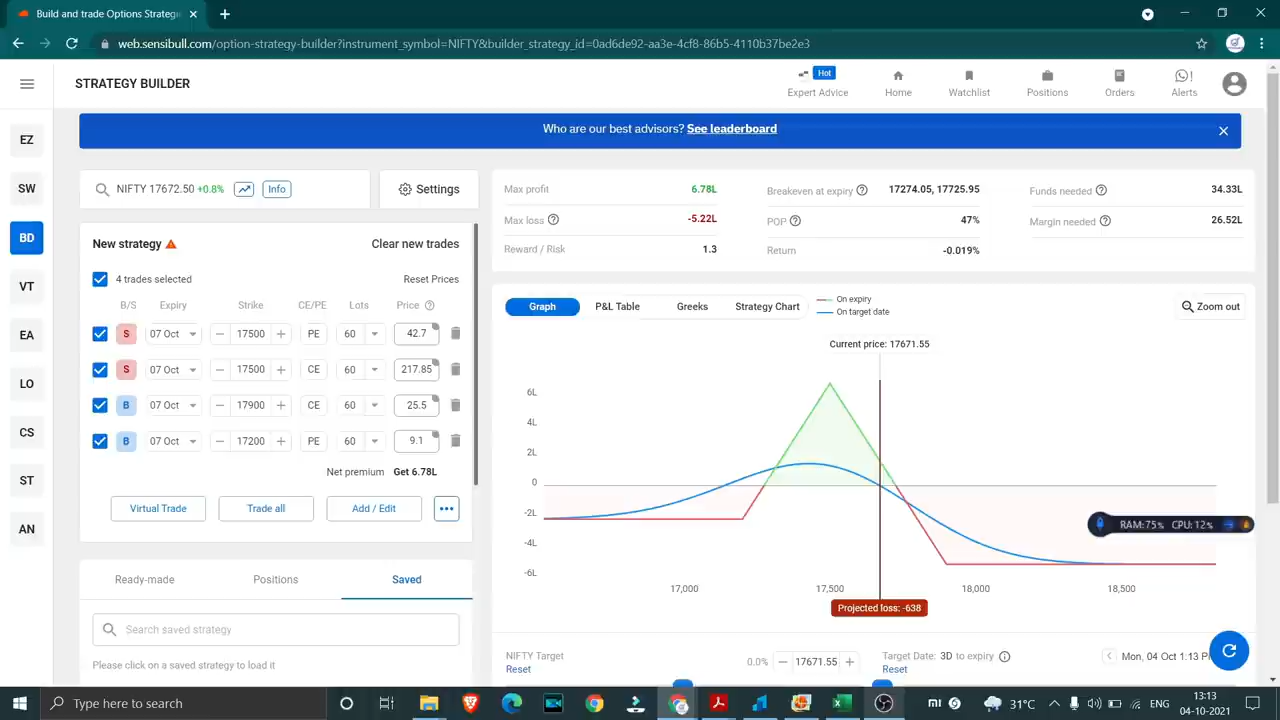 Build and trade Options Strategi
web.sensibull.com/option-strategy-builder?instrument_symbol=NIFTY&builder_strategy_id=0ad6de92-aa3e-4cf8-86b5-4110b37be2e3
STRATEGY BUILDER
Hot
Expert Advice Home Watchlist Positions Orders Alerts
Who are our best advisors? See leaderboard
EZ
SW
BD
VT
EA
LO
CS
ST
AN
NIFTY 17672.50 +0.8% Info Settings
New strategy Clear new trades
4 trades selected Reset Prices
B/S Expiry Strike CE/PE Lots Price
S 07 Oct − 17500 + PE 60 42.7
S 07 Oct − 17500 + CE 60 217.85
B 07 Oct − 17900 + CE 60 25.5
B 07 Oct − 17200 + PE 60 9.1
Net premium Get 6.78L
Virtual Trade Trade all Add / Edit •••
Ready-made Positions Saved
Search saved strategy
Please click on a saved strategy to load it
Max profit 6.78L Breakeven at expiry 17274.05, 17725.95 Funds needed 34.33L
Max loss -5.22L POP 47% Margin needed 26.52L
Reward / Risk 1.3 Return -0.019%
Graph P&L Table Greeks Strategy Chart
On expiry
On target date
Zoom out
Current price: 17671.55
6L
4L
2L
0
-2L
-4L
-6L
17,000 17,500 18,000 18,500
Projected loss: -638
RAM:75% CPU:12%
NIFTY Target 0.0% − 17671.55 + Target Date: 3D to expiry Mon, 04 Oct 1:13 P
Reset Reset
Type here to search
31°C
ENG
13:13
04-10-2021